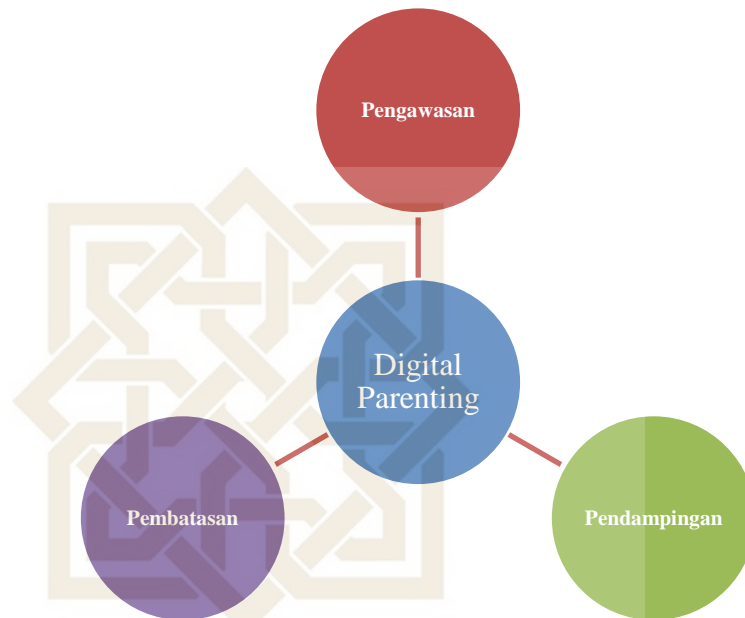 Pengawasan
Digital
Parenting
Pembatasan
Pendampingan